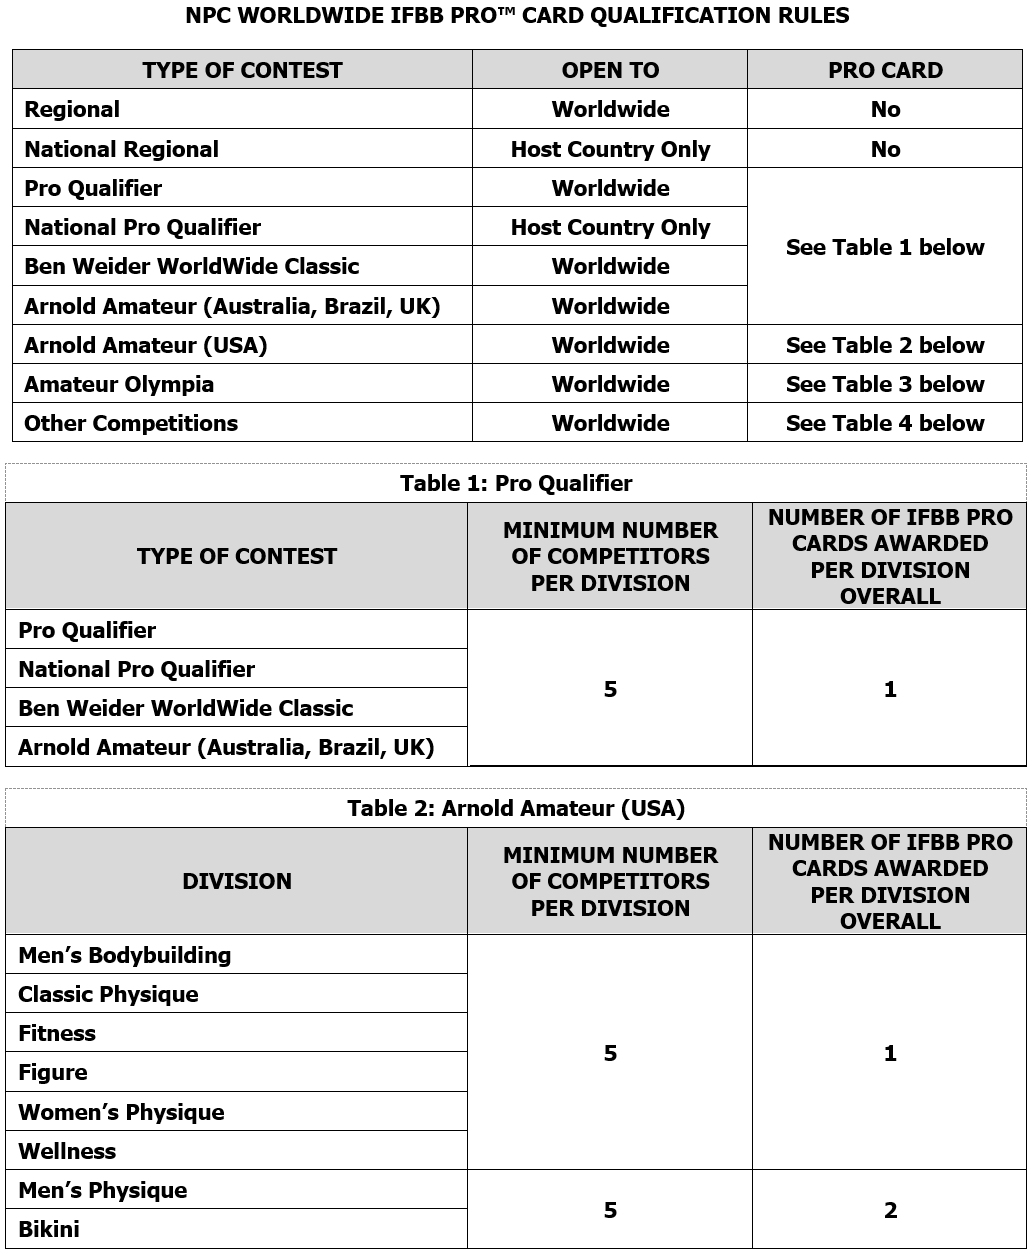 NPC WORLDWIDE IFBB PRO™ CARD QUALIFICATION RULES
TYPE OF CONTEST OPEN TO PRO CARD
Regional Worldwide No
National Regional Host Country Only No
Pro Qualifier Worldwide
National Pro Qualifier Host Country Only
See Table 1 below
Ben Weider WorldWide Classic Worldwide
Arnold Amateur (Australia, Brazil, UK) Worldwide
Arnold Amateur (USA) Worldwide See Table 2 below
Amateur Olympia Worldwide See Table 3 below
Other Competitions Worldwide See Table 4 below
Table 1: Pro Qualifier
TYPE OF CONTEST
MINIMUM NUMBER
OF COMPETITORS
PER DIVISION
NUMBER OF IFBB PRO
CARDS AWARDED
PER DIVISION
OVERALL
Pro Qualifier
National Pro Qualifier
Ben Weider WorldWide Classic
Arnold Amateur (Australia, Brazil, UK)
5 1
Table 2: Arnold Amateur (USA)
DIVISION
MINIMUM NUMBER
OF COMPETITORS
PER DIVISION
NUMBER OF IFBB PRO
CARDS AWARDED
PER DIVISION
OVERALL
Men’s Bodybuilding
Classic Physique
Fitness
Figure
Women’s Physique
Wellness
5 1
Men’s Physique
Bikini
5 2